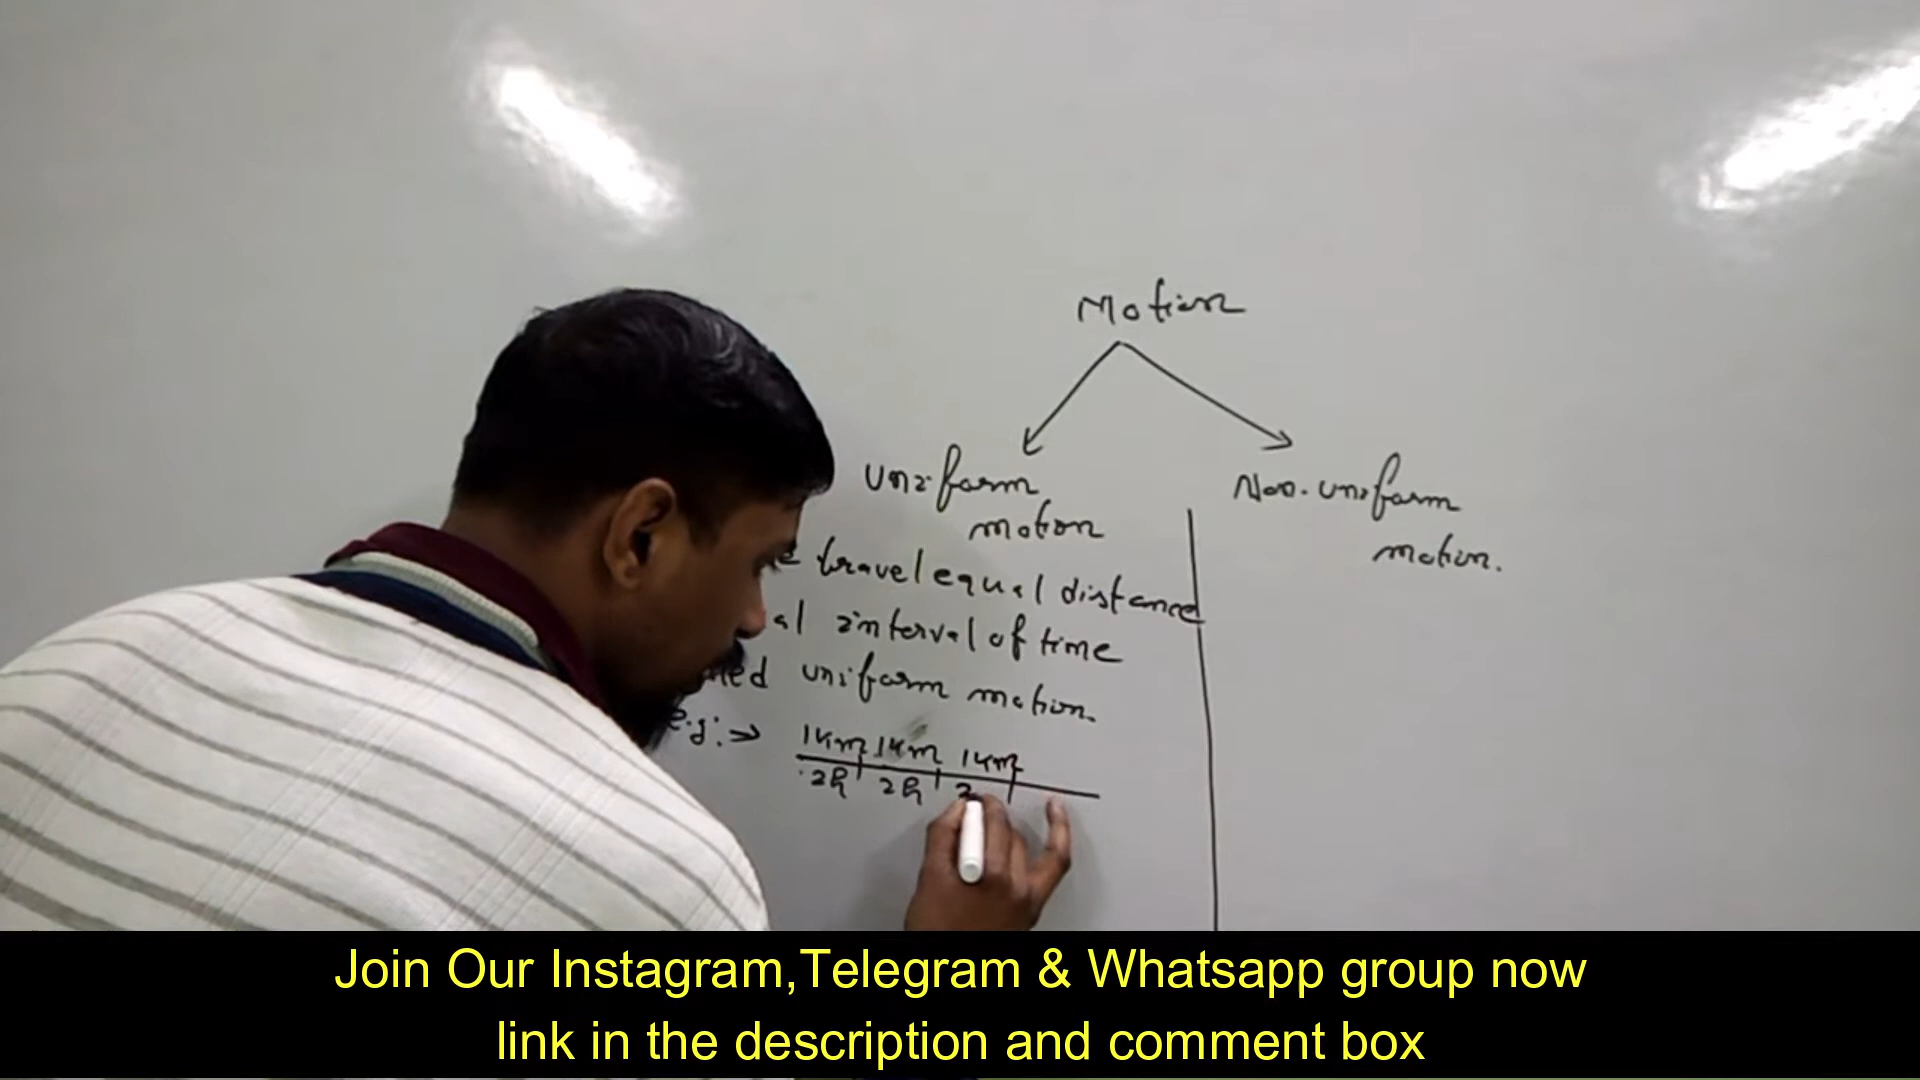 Motion
Uniform
motion
Non-uniform
motion.
travel equal distance
interval of time
uniform motion.
e.g: →
1km 1km 1km
2h 2h 2
Join Our Instagram,Telegram & Whatsapp group now
link in the description and comment box